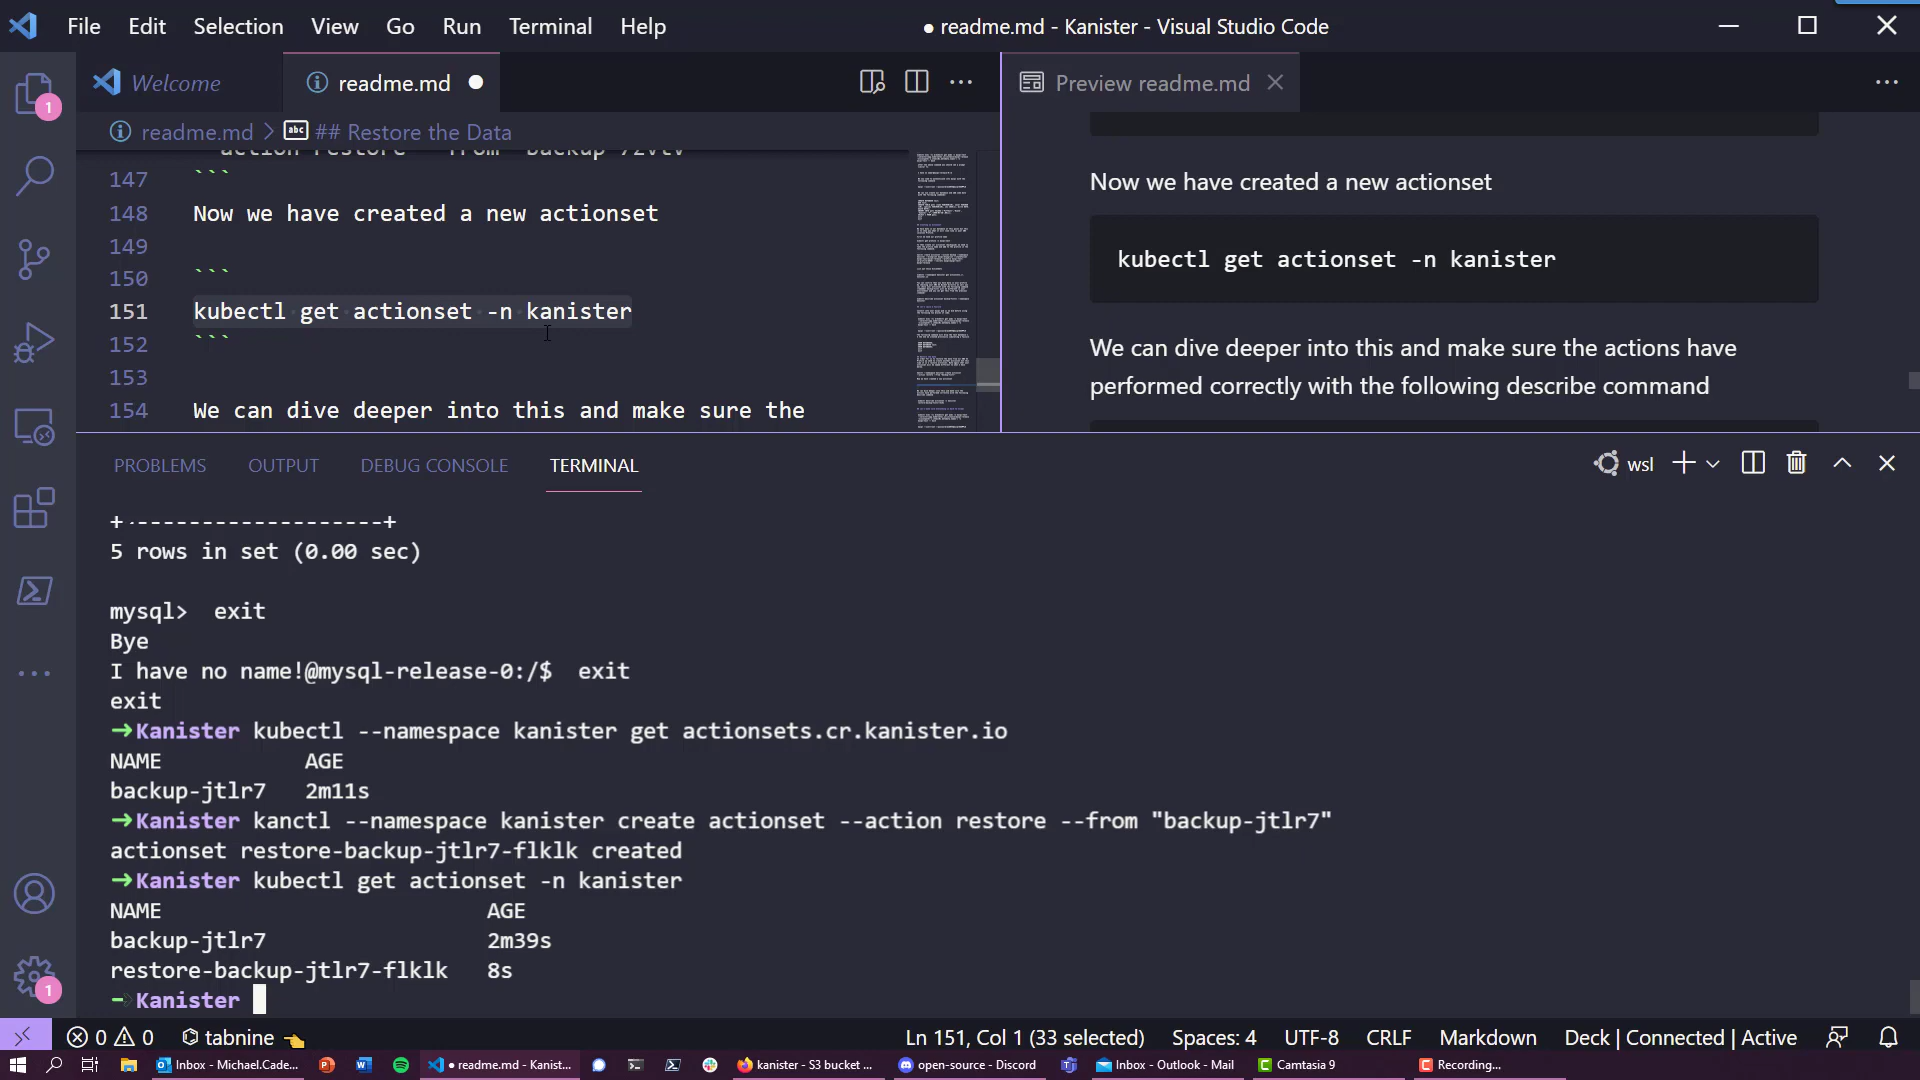 File Edit Selection View Go Run Terminal Help
● readme.md - Kanister - Visual Studio Code
Welcome
readme.md ●
Preview readme.md
readme.md > ## Restore the Data
147 ```
148 Now we have created a new actionset
149
150 ```
151 kubectl get actionset -n kanister
152 ```
153
154 We can dive deeper into this and make sure the
Now we have created a new actionset
kubectl get actionset -n kanister
We can dive deeper into this and make sure the actions have
performed correctly with the following describe command
1
PROBLEMS OUTPUT DEBUG CONSOLE TERMINAL
wsl
+--------------------+
5 rows in set (0.00 sec)
mysql>  exit
Bye
I have no name!@mysql-release-0:/$  exit
exit
→Kanister kubectl --namespace kanister get actionsets.cr.kanister.io
NAME           AGE
backup-jtlr7   2m11s
→Kanister kanctl --namespace kanister create actionset --action restore --from "backup-jtlr7"
actionset restore-backup-jtlr7-flklk created
→Kanister kubectl get actionset -n kanister
NAME                         AGE
backup-jtlr7                 2m39s
restore-backup-jtlr7-flklk   8s
→Kanister
1
0 0 tabnine
Ln 151, Col 1 (33 selected) Spaces: 4 UTF-8 CRLF Markdown Deck | Connected | Active
Inbox - Michael.Cade...
● readme.md - Kanist...
kanister - S3 bucket ...
open-source - Discord
Inbox - Outlook - Mail
Camtasia 9
Recording...